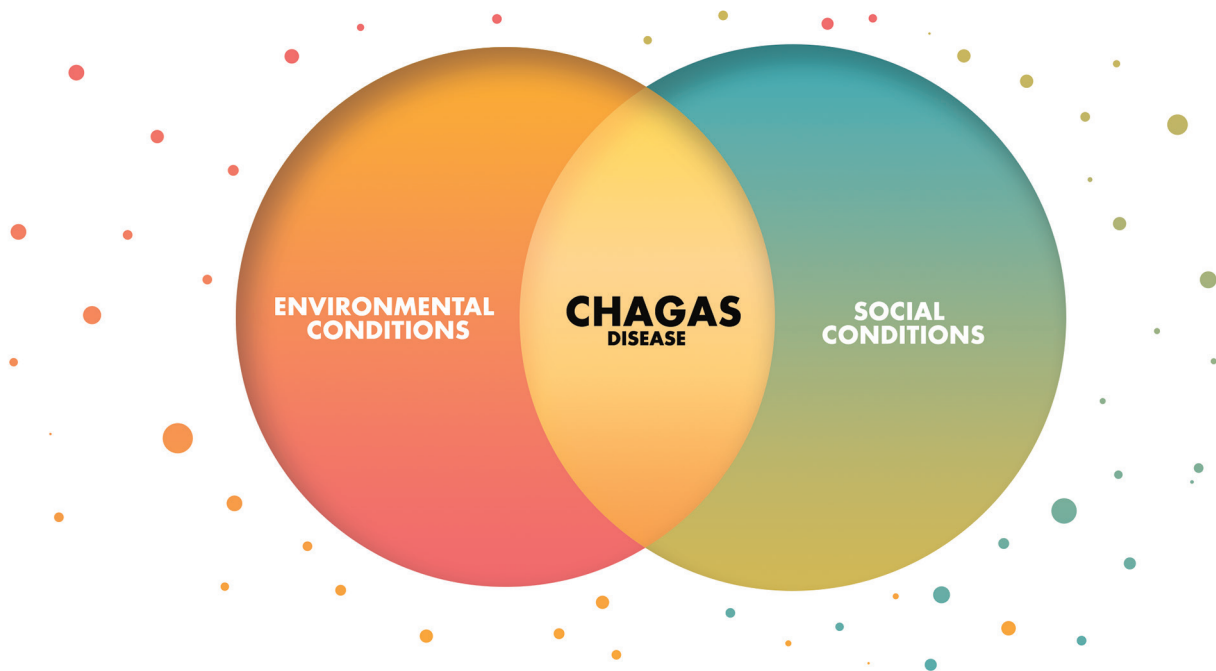 ENVIRONMENTAL
CONDITIONS
CHAGAS
DISEASE
SOCIAL
CONDITIONS